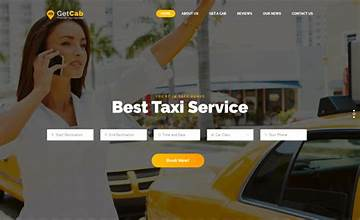 GetCab
HOME
ABOUT US
GET A CAB
REVIEWS
OUR NEWS
CONTACT US
Best Taxi Service
Start Destination
End Destination
Time and Date
Car Class
Your Phone
Book Now!